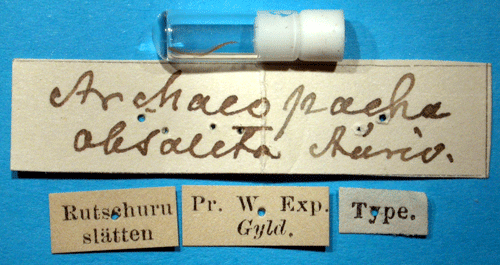 Archaeopacha
obsoleta Auriv.
Rutschuru
slätten
Pr. W. Exp.
Gyld.
Type.